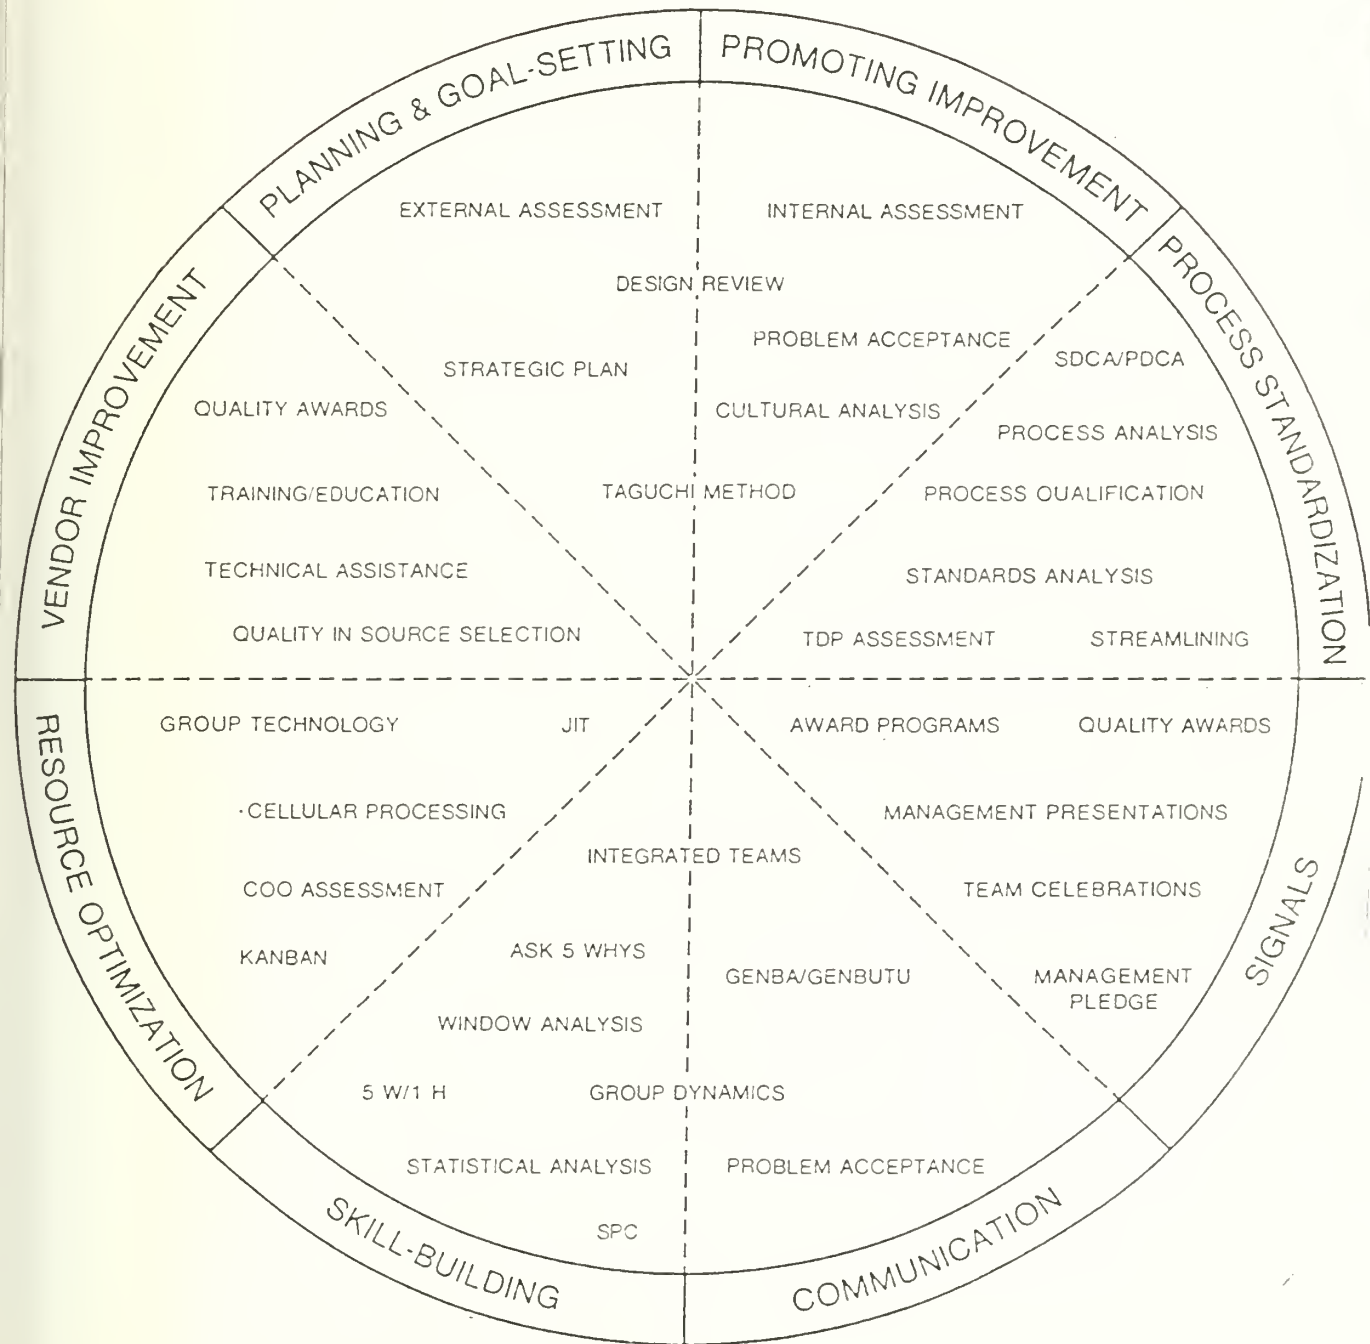 PLANNING & GOAL-SETTING
PROMOTING IMPROVEMENT
PROCESS STANDARDIZATION
SIGNALS
COMMUNICATION
SKILL-BUILDING
RESOURCE OPTIMIZATION
VENDOR IMPROVEMENT
EXTERNAL ASSESSMENT
INTERNAL ASSESSMENT
DESIGN REVIEW
PROBLEM ACCEPTANCE
SDCA/PDCA
STRATEGIC PLAN
QUALITY AWARDS
CULTURAL ANALYSIS
PROCESS ANALYSIS
TRAINING/EDUCATION
TAGUCHI METHOD
PROCESS QUALIFICATION
TECHNICAL ASSISTANCE
STANDARDS ANALYSIS
QUALITY IN SOURCE SELECTION
TDP ASSESSMENT
STREAMLINING
GROUP TECHNOLOGY
JIT
AWARD PROGRAMS
QUALITY AWARDS
CELLULAR PROCESSING
MANAGEMENT PRESENTATIONS
INTEGRATED TEAMS
COO ASSESSMENT
TEAM CELEBRATIONS
KANBAN
ASK 5 WHYS
GENBA/GENBUTU
MANAGEMENT
PLEDGE
WINDOW ANALYSIS
5 W/1 H
GROUP DYNAMICS
STATISTICAL ANALYSIS
PROBLEM ACCEPTANCE
SPC